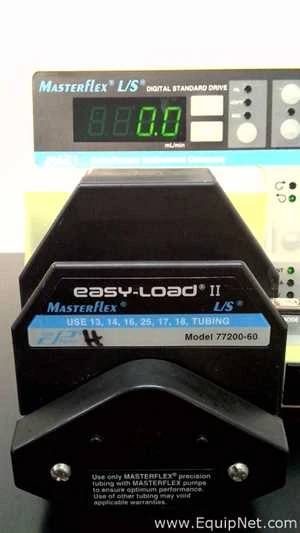 MASTERFLEX® L/S® DIGITAL STANDARD DRIVE
0.0
mL/min
EASY-LOAD® II
MASTERFLEX® L/S®
USE 13, 14, 16, 25, 17, 18, TUBING
Model 77200-60
Use only MASTERFLEX® precision
tubing with MASTERFLEX pumps
to ensure optimum performance.
Use of other tubing may void
applicable warranties.
www.EquipNet.com